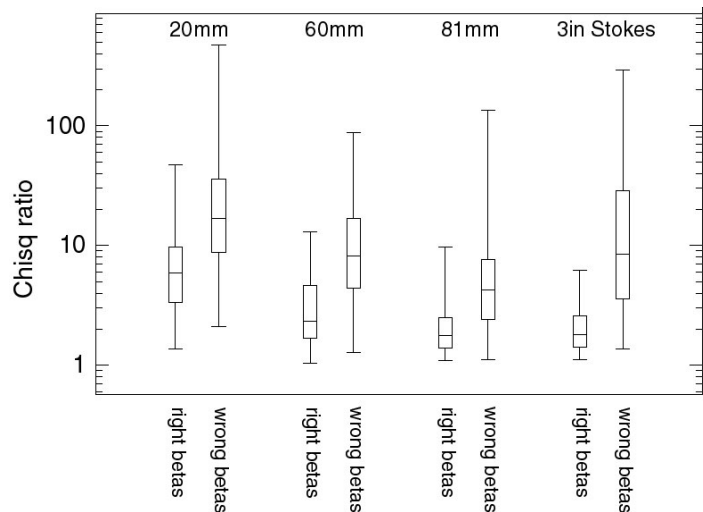 20mm 60mm 81mm 3in Stokes
100
10
1
Chisq ratio
right betas
wrong betas
right betas
wrong betas
right betas
wrong betas
right betas
wrong betas